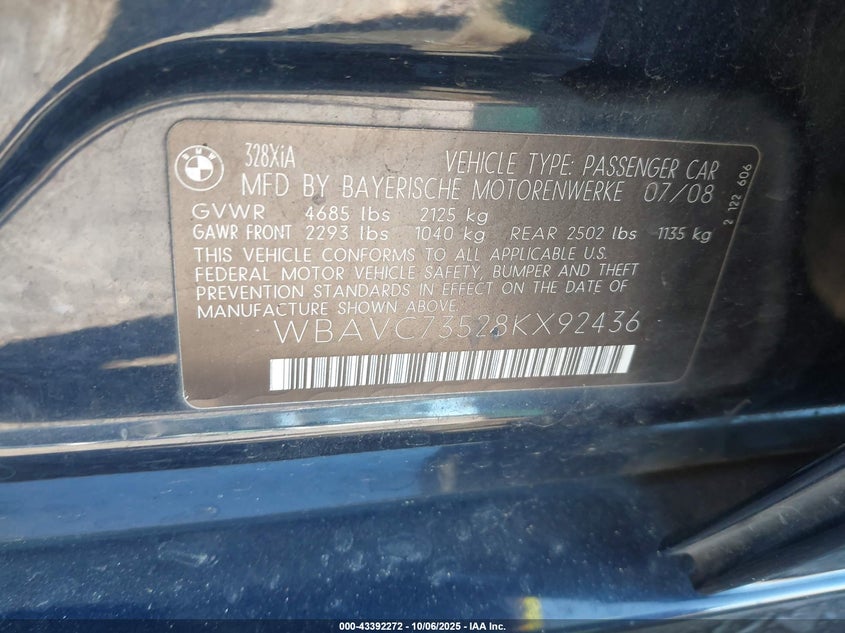 BMW
328XiA
VEHICLE TYPE: PASSENGER CAR
MFD BY BAYERISCHE MOTORENWERKE 07/08
GVWR 4685 lbs 2125 kg
GAWR FRONT 2293 lbs 1040 kg REAR 2502 lbs 1135 kg
THIS VEHICLE CONFORMS TO ALL APPLICABLE U.S.
FEDERAL MOTOR VEHICLE SAFETY, BUMPER AND THEFT
PREVENTION STANDARDS IN EFFECT ON THE DATE OF
MANUFACTURE SHOWN ABOVE.
WBAVC73528KX92436
2 122 606
000-43392272 - 10/06/2025 - IAA Inc.